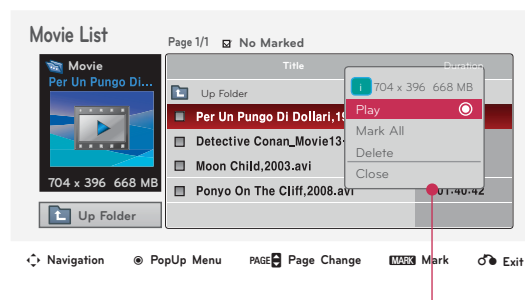 Movie List
Page 1/1 No Marked
Movie
Per Un Pungo Di...
704 x 396 668 MB
Up Folder
Title Duration
Up Folder
Per Un Pungo Di Dollari,19
Detective Conan_Movie13
Moon Child,2003.avi
Ponyo On The Cliff,2008.avi 01:40:42
i 704 x 396 668 MB
Play
Mark All
Delete
Close
Navigation PopUp Menu PAGE Page Change MARK Mark Exit